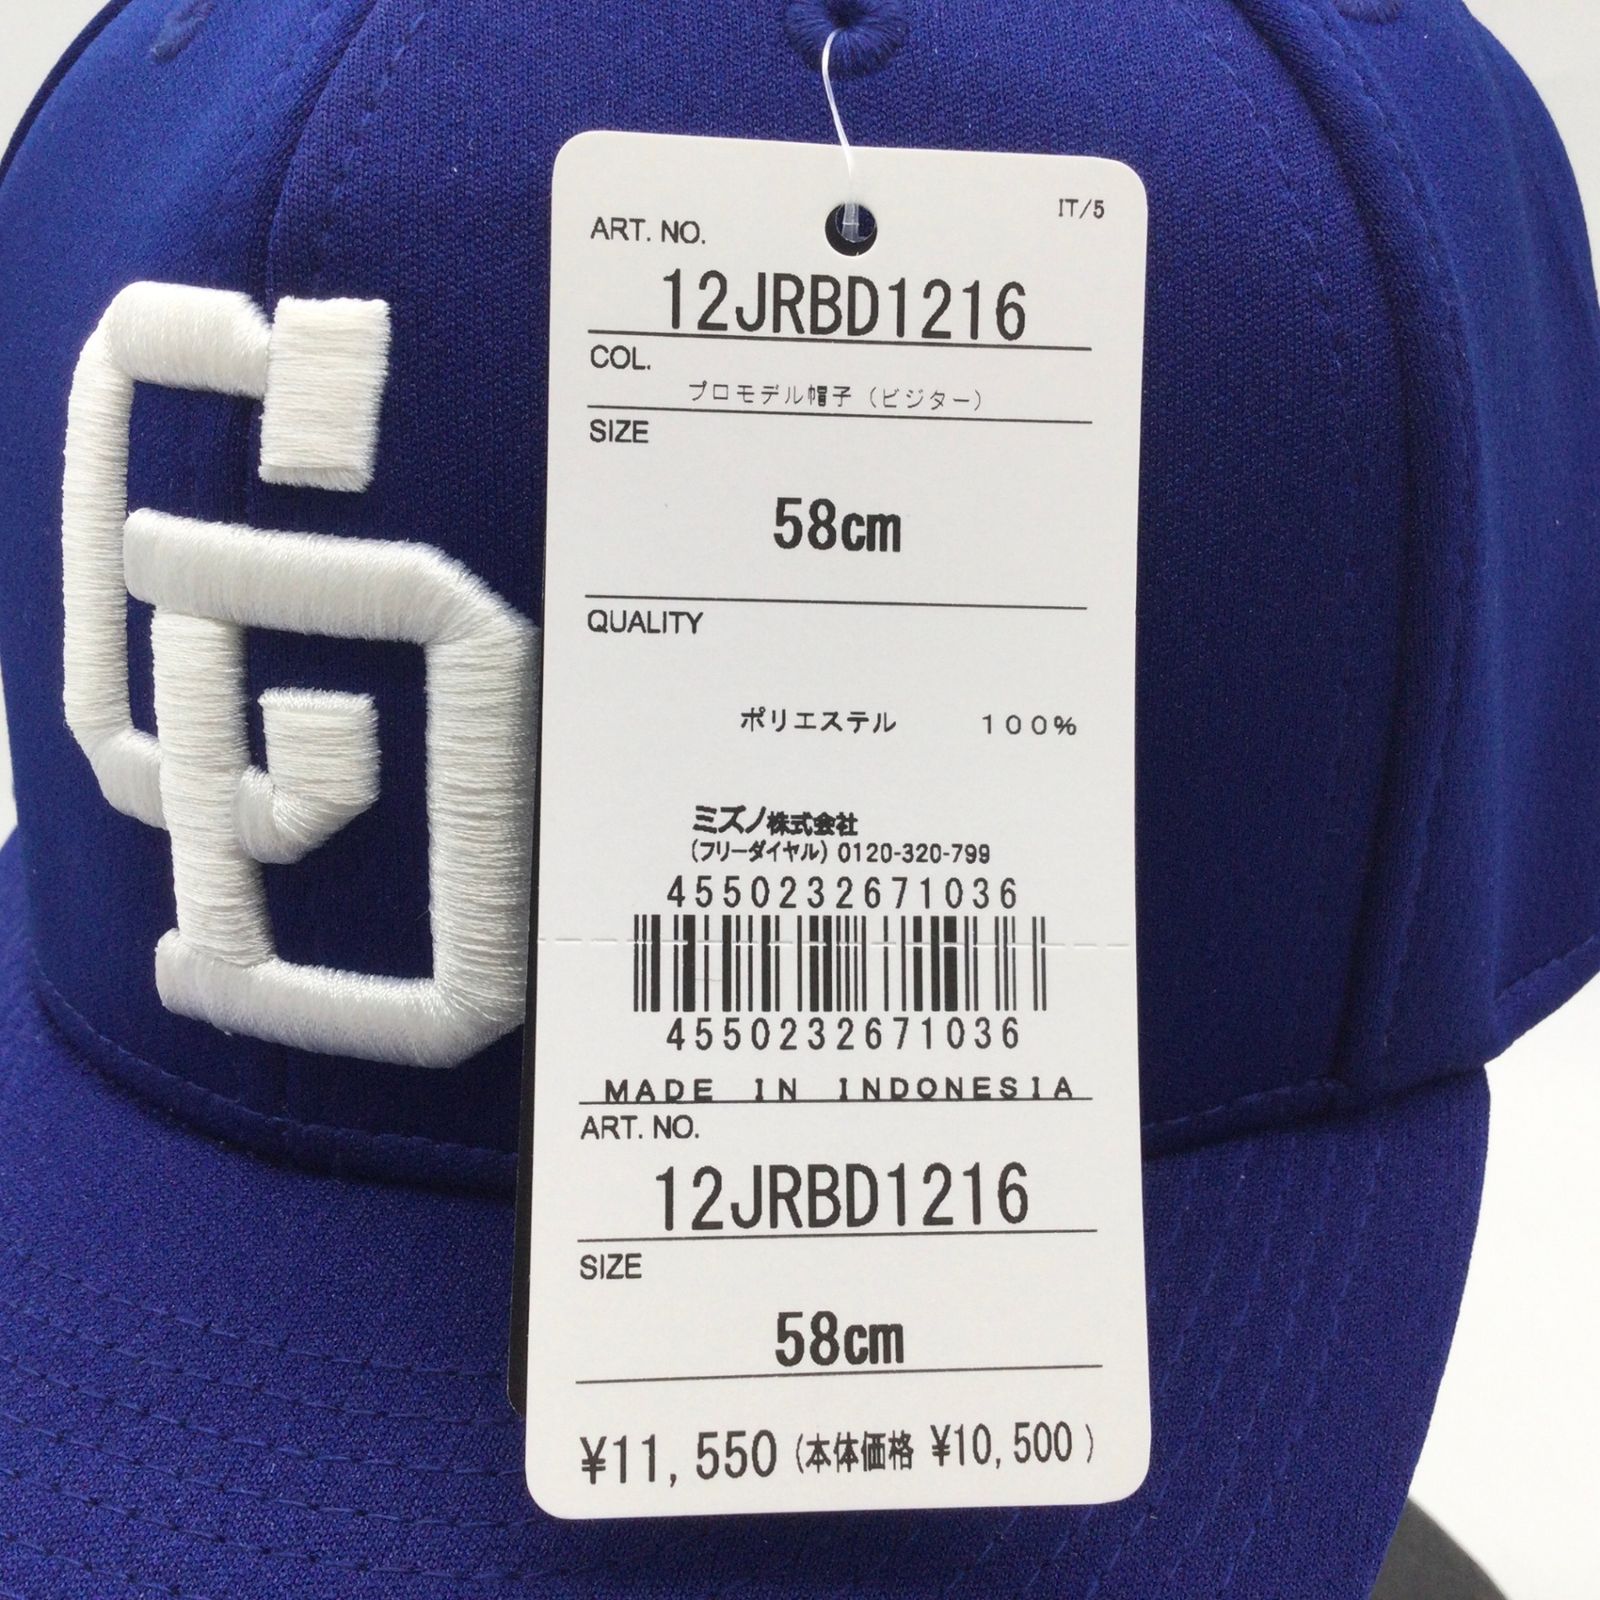 IT/5
ART. NO.
12JRBD1216
COL.
プロモデル帽子（ビジター）
SIZE
58cm
QUALITY
ポリエステル 100%
ミズノ株式会社
(フリーダイヤル) 0120-320-799
4550232671036
4550232671036
MADE IN INDONESIA
ART. NO.
12JRBD1216
SIZE
58cm
¥11,550 (本体価格 ¥10,500 )
CD